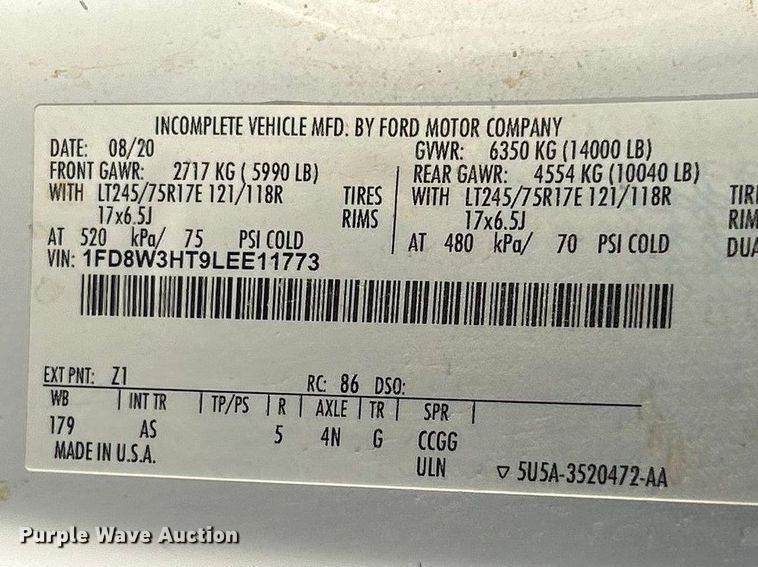 INCOMPLETE VEHICLE MFD. BY FORD MOTOR COMPANY
DATE: 08/20 GVWR: 6350 KG (14000 LB)
FRONT GAWR: 2717 KG ( 5990 LB) REAR GAWR: 4554 KG (10040 LB)
WITH LT245/75R17E 121/118R TIRES WITH LT245/75R17E 121/118R
17x6.5J RIMS 17x6.5J
AT 520 kPa/ 75 PSI COLD AT 480 kPa/ 70 PSI COLD
VIN: 1FD8W3HT9LEE11773
EXT PNT: Z1 RC: 86 DSO:
WB INT TR TP/PS R AXLE TR SPR
179 AS 5 4N G CCGG
MADE IN U.S.A. ULN 5U5A-3520472-AA
Purple Wave Auction